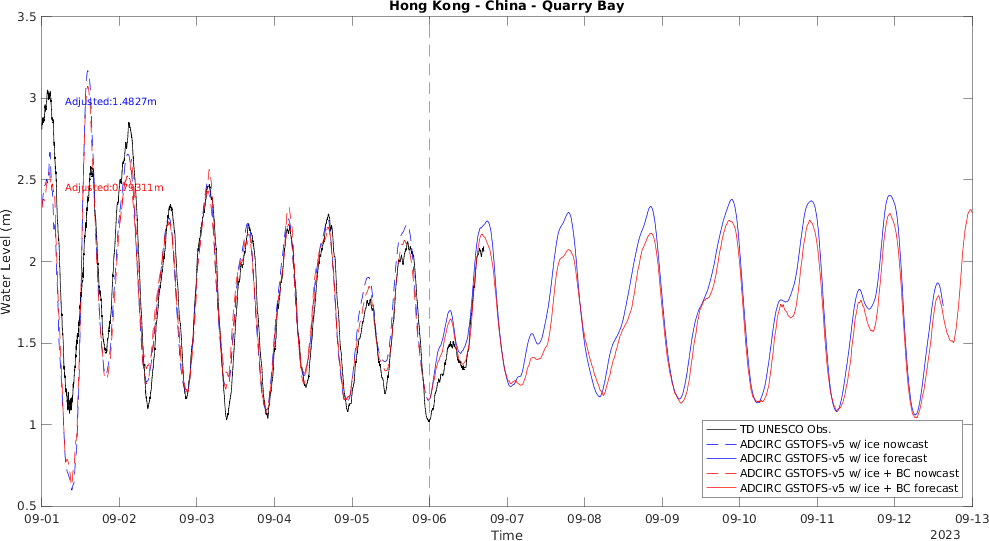 Hong Kong - China - Quarry Bay
3.5
3
2.5
2
1.5
1
0.5
Water Level (m)
Adjusted:1.4827m
Adjusted:0.79311m
TD UNESCO Obs.
ADCIRC GSTOFS-v5 w/ ice nowcast
ADCIRC GSTOFS-v5 w/ ice forecast
ADCIRC GSTOFS-v5 w/ ice + BC nowcast
ADCIRC GSTOFS-v5 w/ ice + BC forecast
09-01 09-02 09-03 09-04 09-05 09-06 09-07 09-08 09-09 09-10 09-11 09-12 09-13
Time
2023